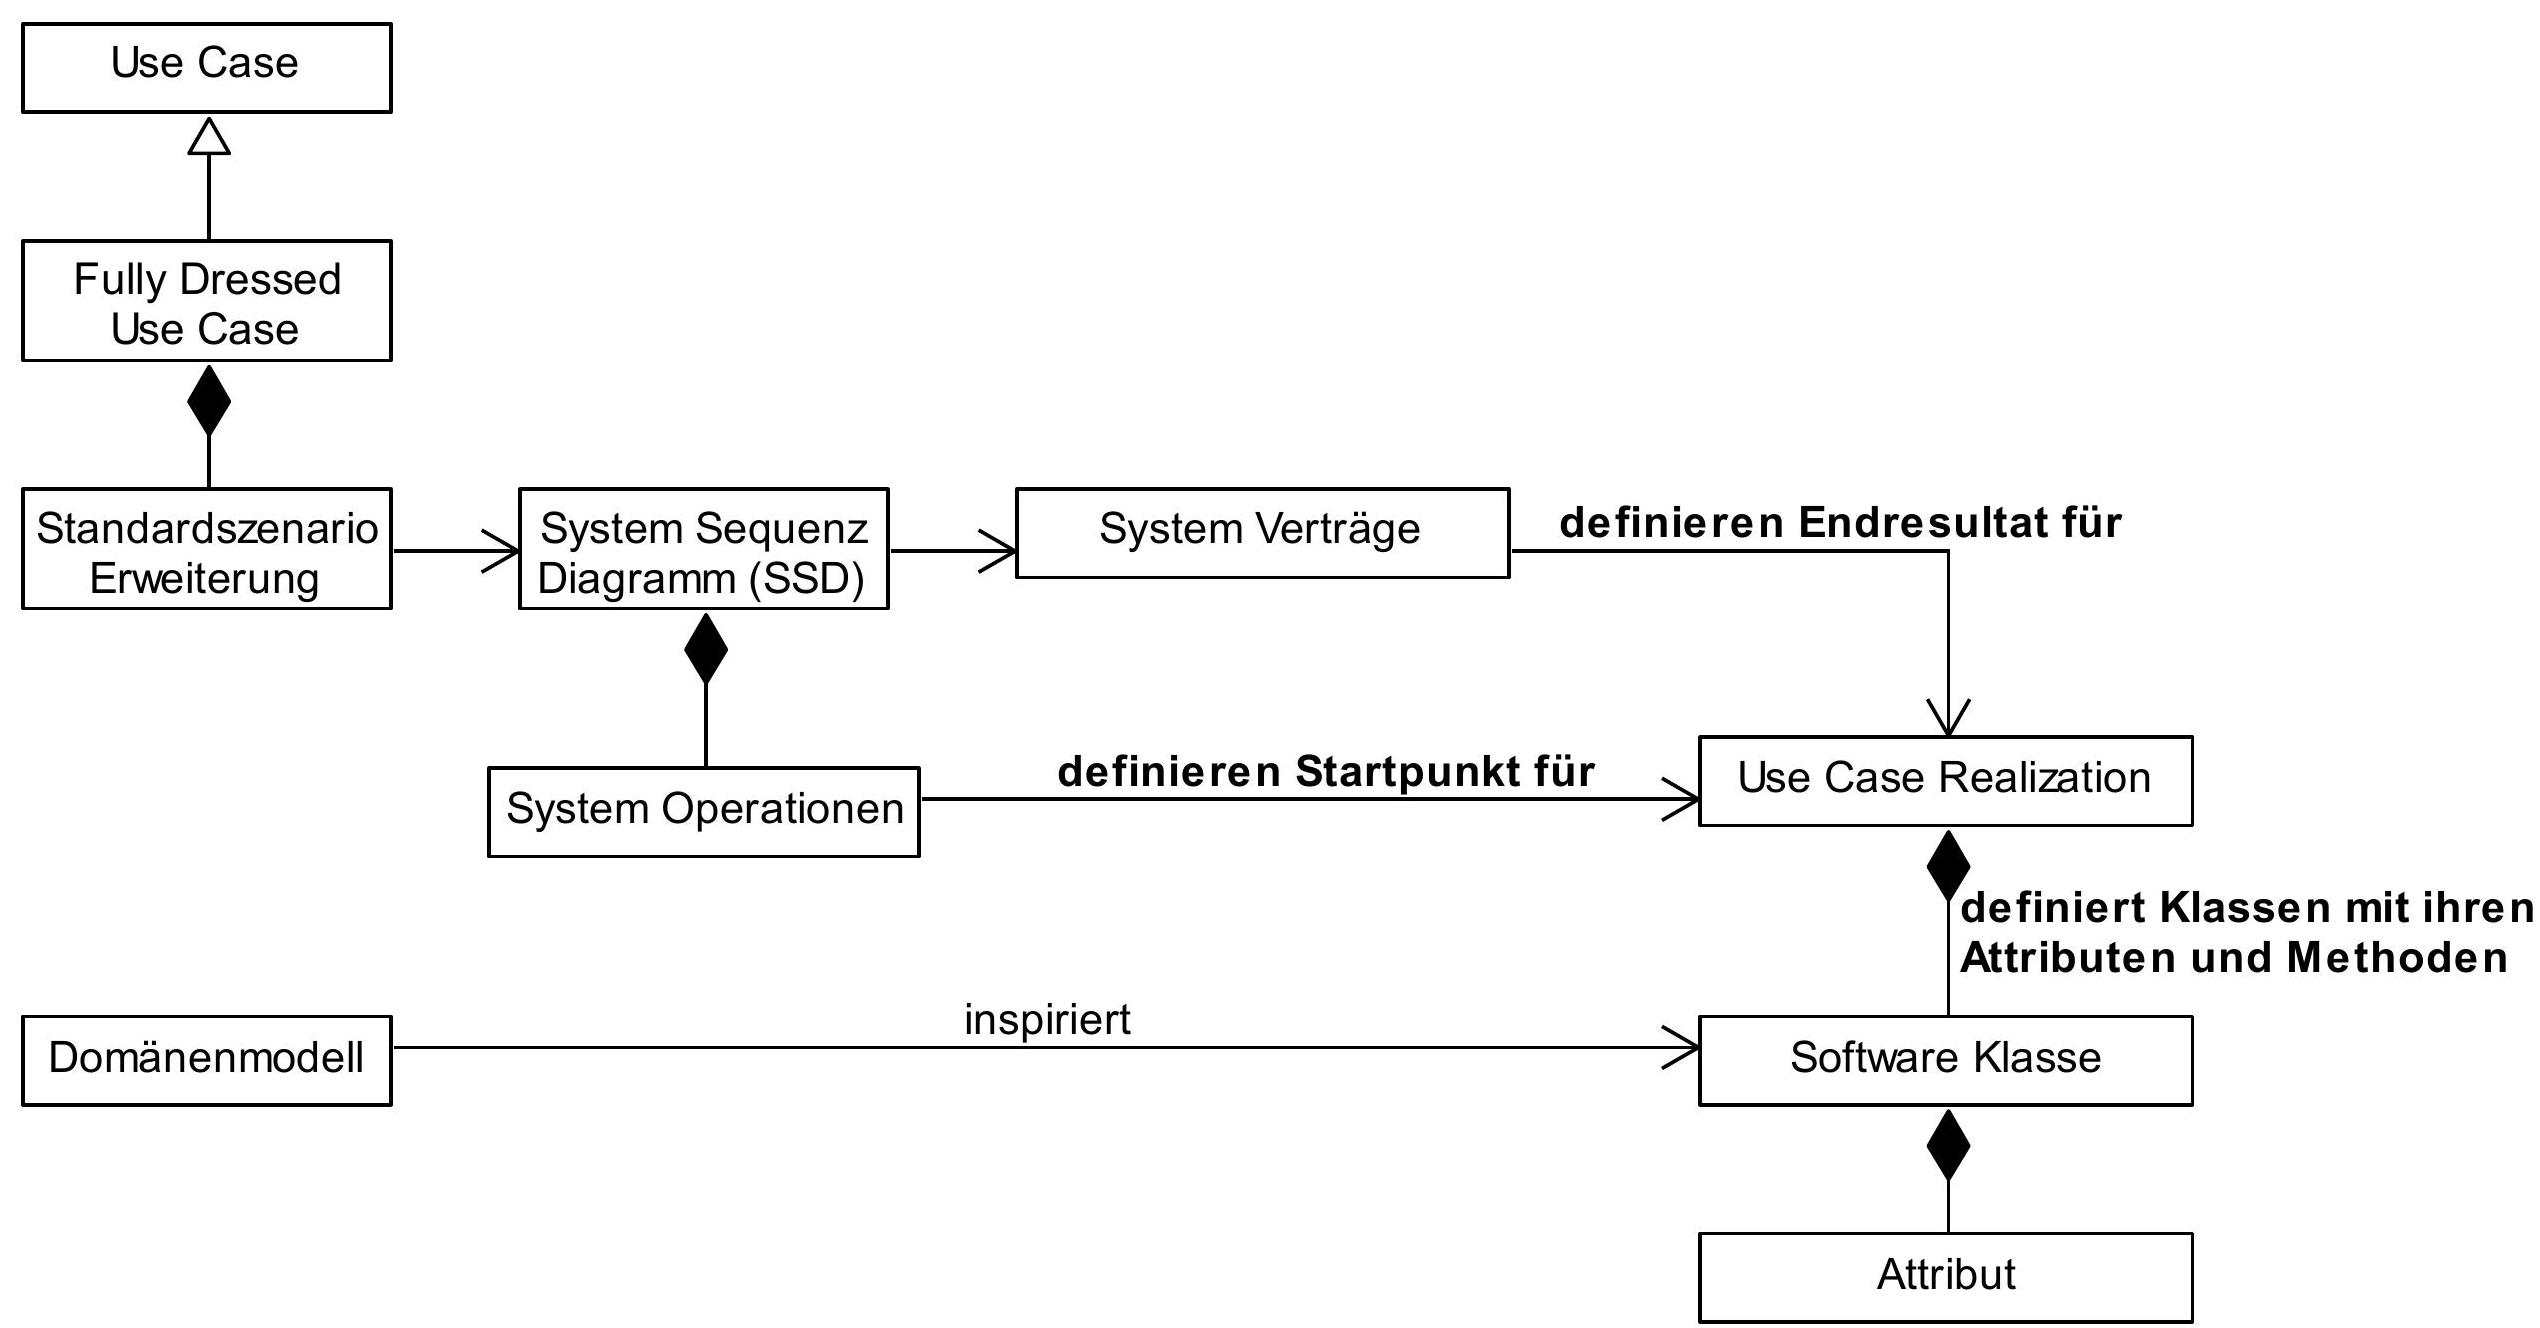 Use Case
Fully Dressed
Use Case
Standardszenario
Erweiterung
System Sequenz
Diagramm (SSD)
System Verträge
definieren Endresultat für
System Operationen
definieren Startpunkt für
Use Case Realization
definiert Klassen mit ihren
Attributen und Methoden
Domänenmodell
inspiriert
Software Klasse
Attribut